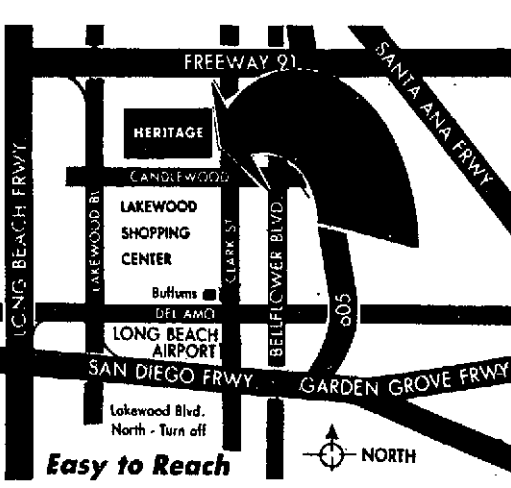 FREEWAY 91
SANTA ANA FRWY.
HERITAGE
CANDLEWOOD
LONG BEACH FRWY.
LAKEWOOD BL
LAKEWOOD
SHOPPING
CENTER
CLARK ST.
BELLFLOWER BLVD.
Buffums
605
DEL AMO
LONG BEACH
AIRPORT
SAN DIEGO FRWY.
GARDEN GROVE FRWY
Lakewood Blvd.
North - Turn off
NORTH
Easy to Reach